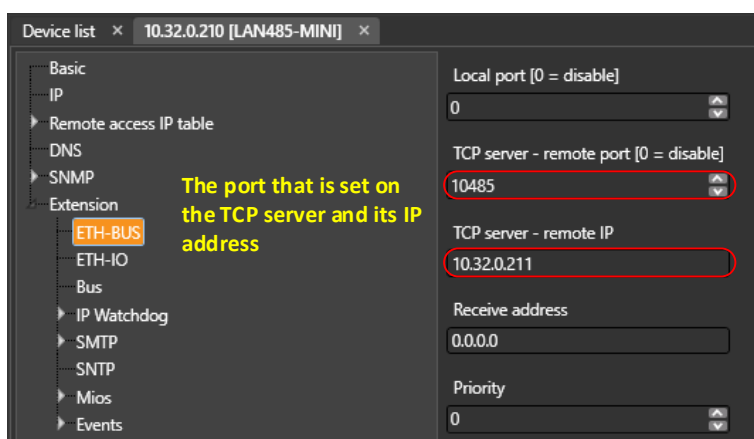 Device list × 10.32.0.210 [LAN485-MINI] ×
Basic
IP
Remote access IP table
DNS
SNMP
Extension
ETH-BUS
ETH-IO
Bus
IP Watchdog
SMTP
SNTP
Mios
Events
The port that is set on
the TCP server and its IP
address
Local port [0 = disable]
0
TCP server - remote port [0 = disable]
10485
TCP server - remote IP
10.32.0.211
Receive address
0.0.0.0
Priority
0